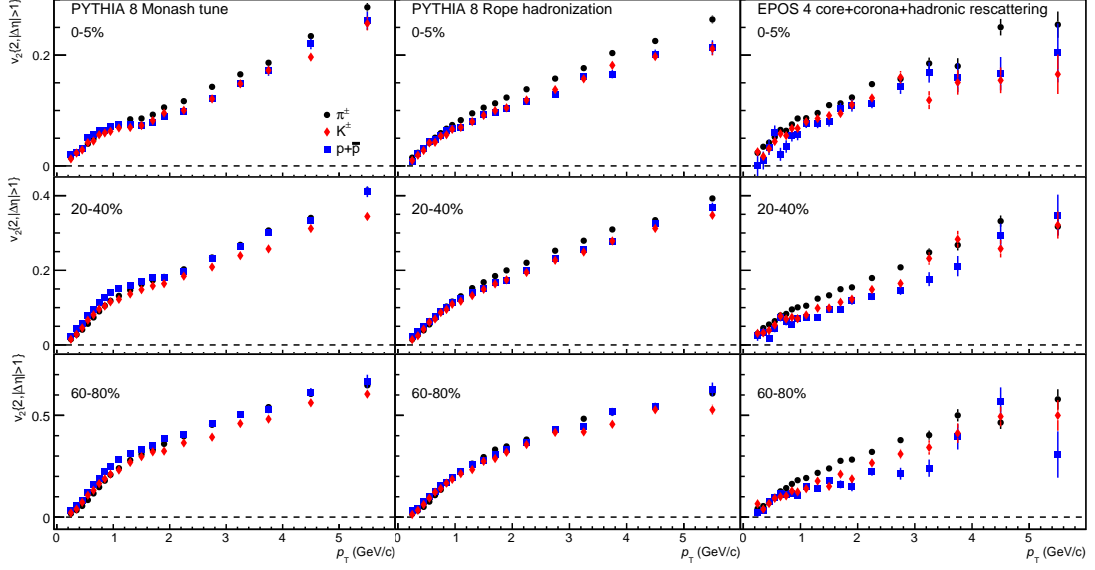 PYTHIA 8 Monash tune
PYTHIA 8 Rope hadronization
EPOS 4 core+corona+hadronic rescattering
0-5%
0-5%
0-5%
v₂{2,|Δη|>1}
0.2
0
π±
K±
p+p̅
20-40%
20-40%
20-40%
v₂{2,|Δη|>1}
0.4
0.2
0
60-80%
60-80%
60-80%
v₂{2,|Δη|>1}
0.5
0
0 1 2 3 4 5
0 1 2 3 4 5
0 1 2 3 4 5
p_T (GeV/c)
p_T (GeV/c)
p_T (GeV/c)